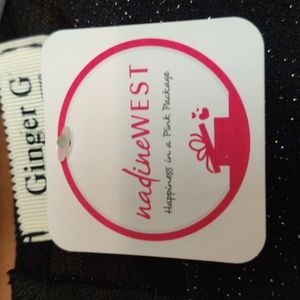 Ginger G
nadineWEST
Happiness in a Pink Package